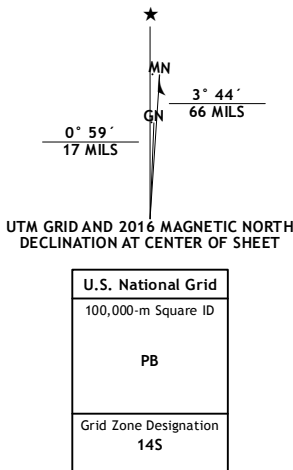 ★
MN
GN
3° 44´
66 MILS
0° 59´
17 MILS
UTM GRID AND 2016 MAGNETIC NORTH
DECLINATION AT CENTER OF SHEET
U.S. National Grid
100,000-m Square ID
PB
Grid Zone Designation
14S